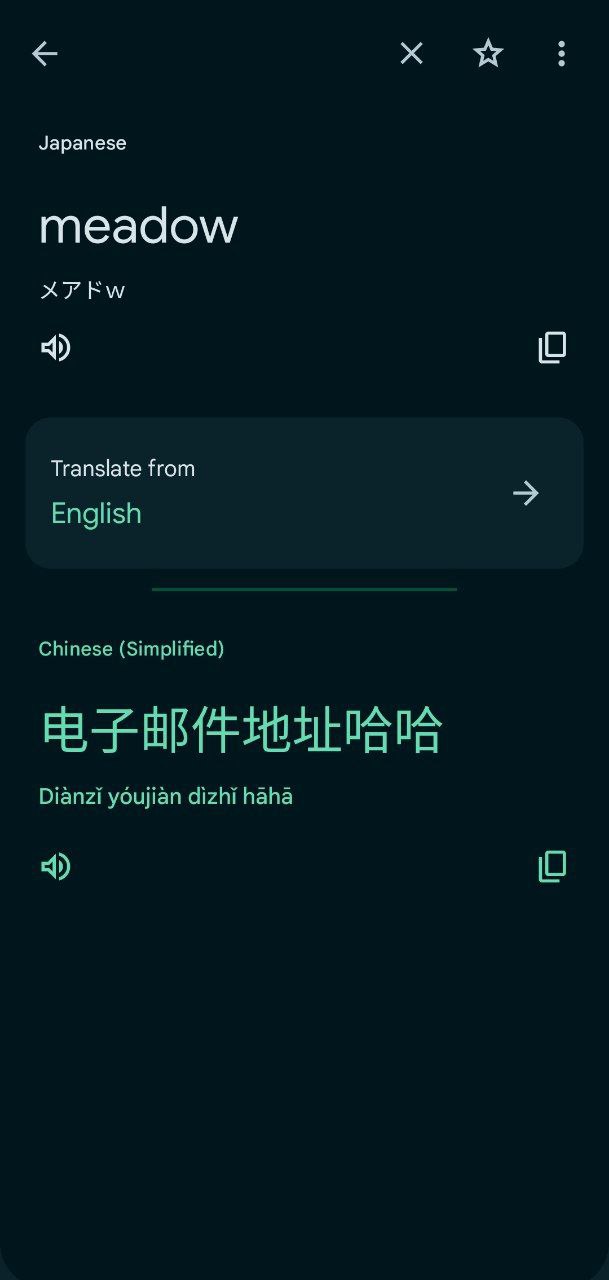 Japanese
meadow
メアドｗ
Translate from
English
Chinese (Simplified)
电子邮件地址哈哈
Diànzǐ yóujiàn dìzhǐ hāhā